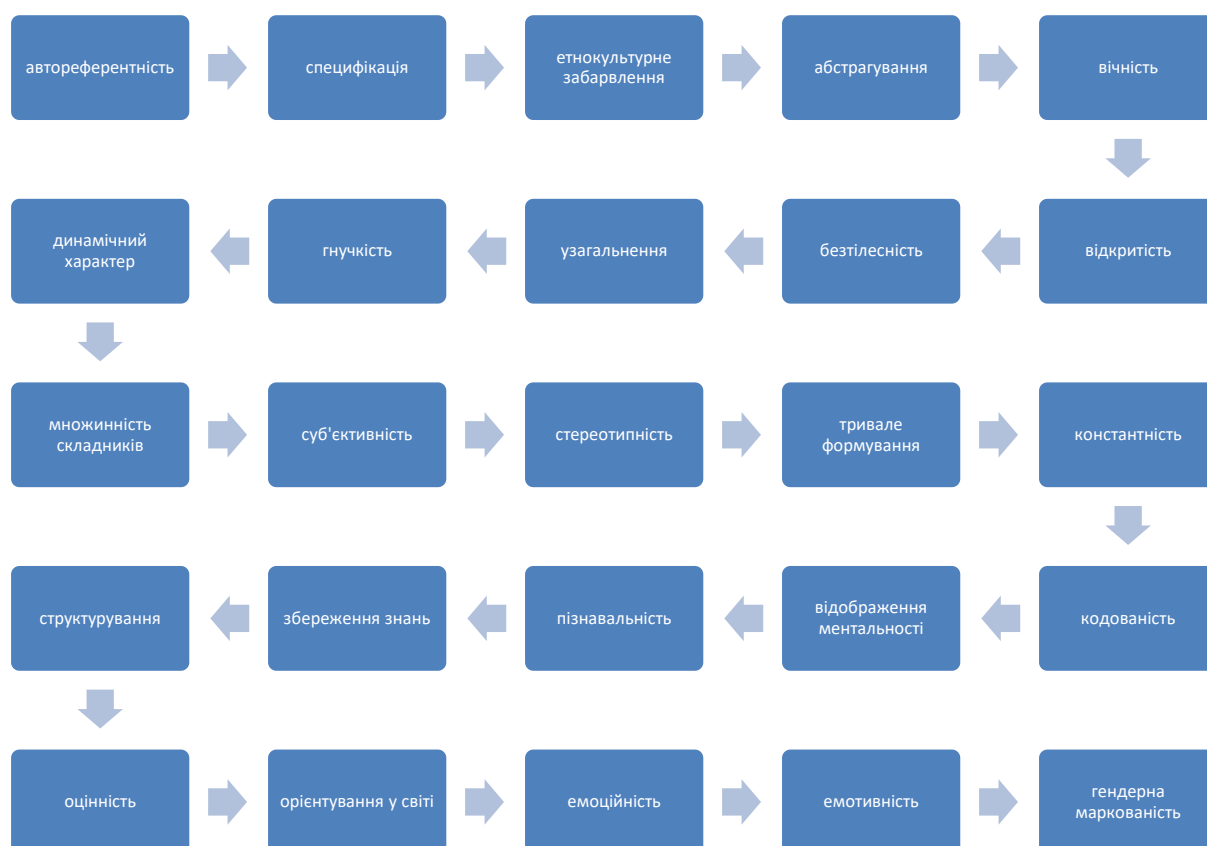 автореферентність
специфікація
етнокультурне
забарвлення
абстрагування
вічність
відкритість
безтілесність
узагальнення
гнучкість
динамічний
характер
множинність
складників
суб'єктивність
стереотипність
тривале
формування
константність
кодованість
відображення
ментальності
пізнавальність
збереження знань
структурування
оцінність
орієнтування у світі
емоційність
емотивність
гендерна
маркованість